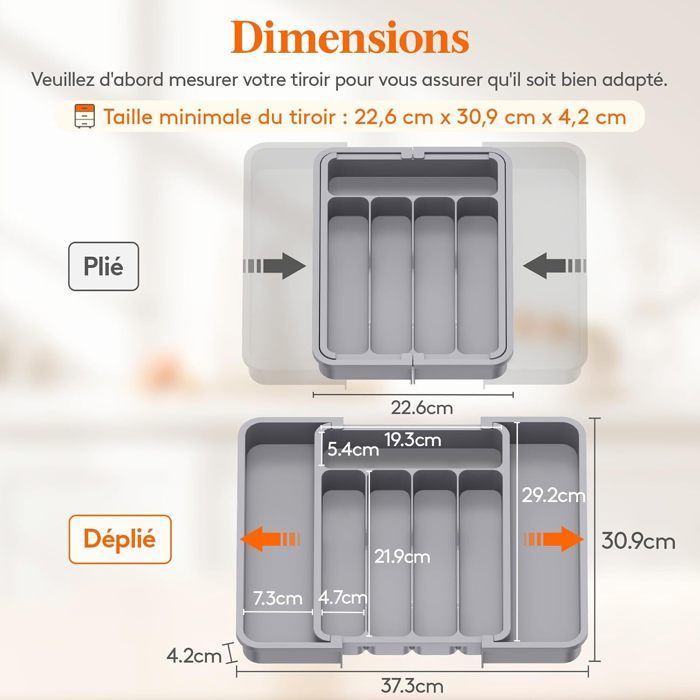 Dimensions
Veuillez d'abord mesurer votre tiroir pour vous assurer qu'il soit bien adapté.
Taille minimale du tiroir : 22,6 cm x 30,9 cm x 4,2 cm
Plié
22.6cm
19.3cm
5.4cm
29.2cm
Déplié
30.9cm
21.9cm
7.3cm
4.7cm
4.2cm
37.3cm